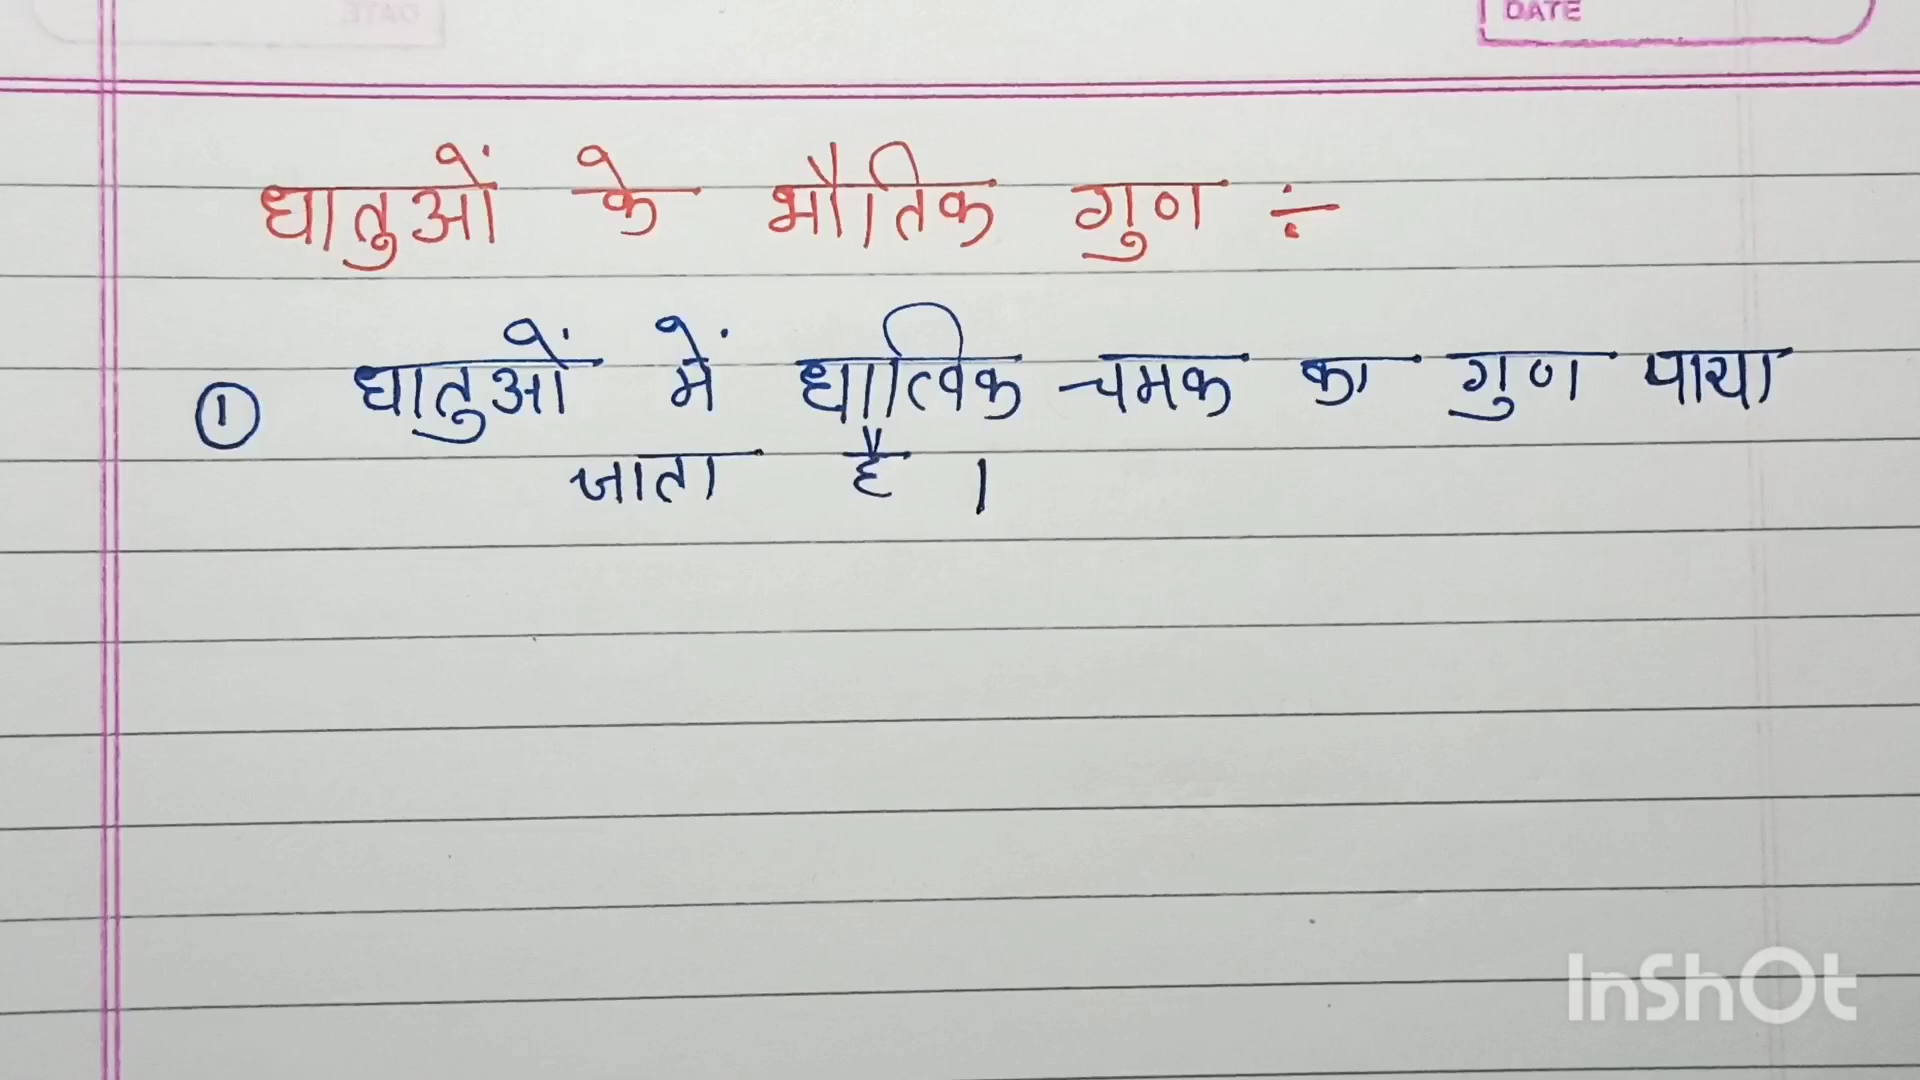 DATE
धातुओं के भौतिक गुण ÷
① धातुओं में धात्विक चमक का गुण पाया
जाता है ।
InShOt